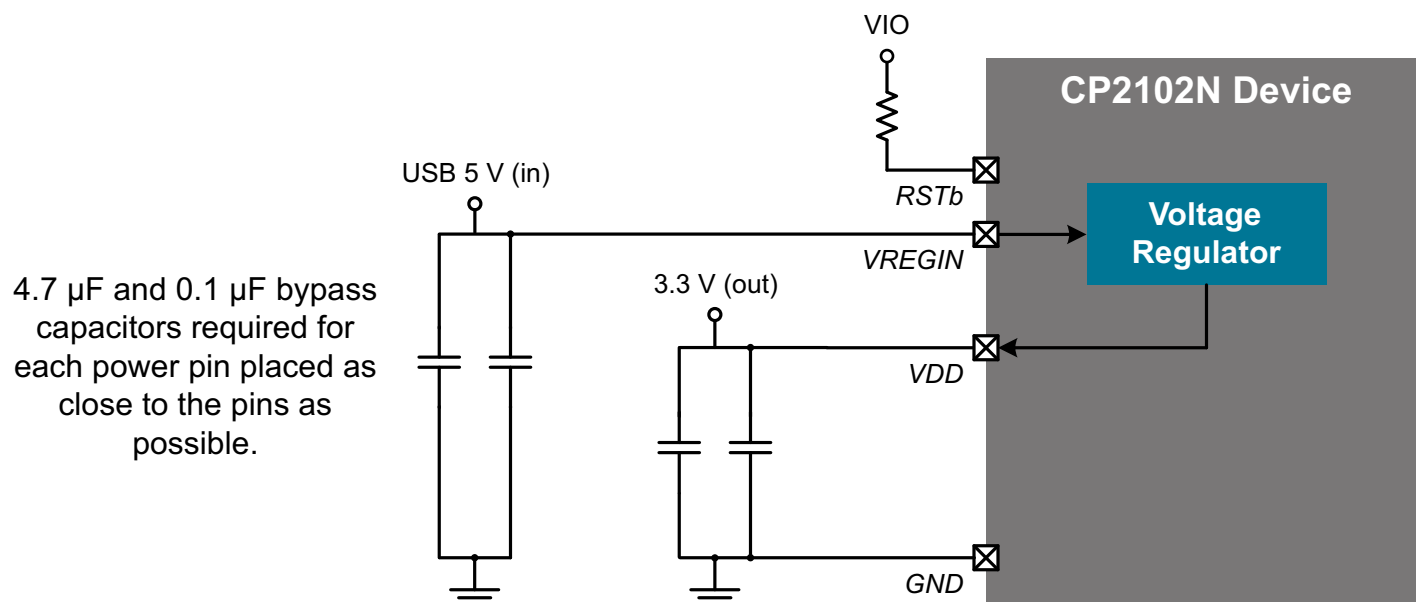 VIO
CP2102N Device
USB 5 V (in)
RSTb
Voltage
Regulator
VREGIN
4.7 µF and 0.1 µF bypass
capacitors required for
each power pin placed as
close to the pins as
possible.
3.3 V (out)
VDD
GND